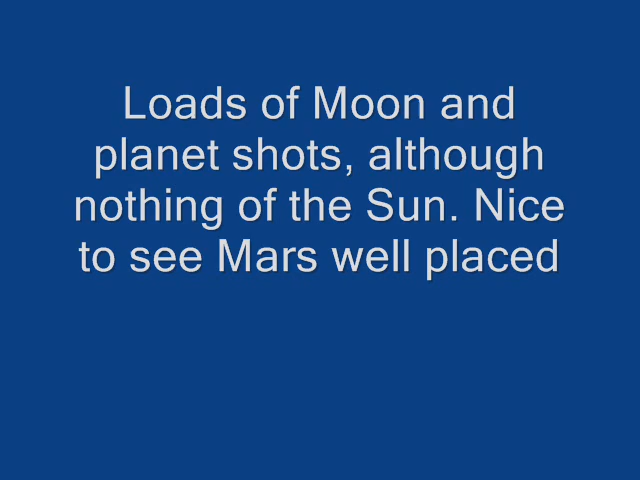 Loads of Moon and
planet shots, although
nothing of the Sun. Nice
to see Mars well placed